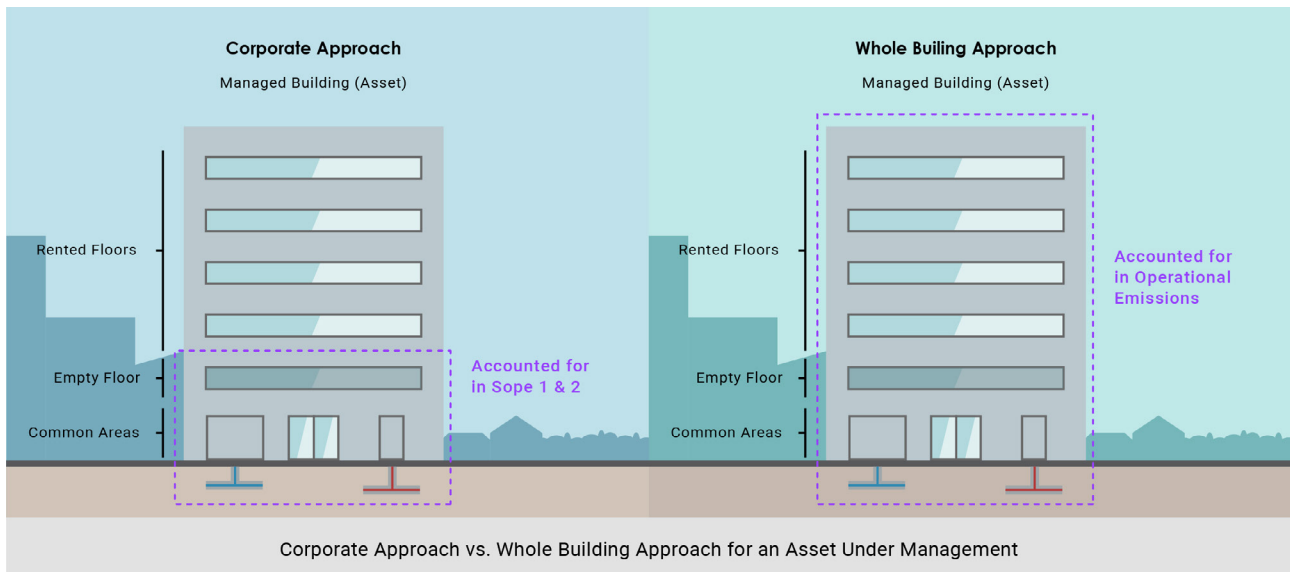 Corporate Approach
Managed Building (Asset)
Rented Floors
Empty Floor
Common Areas
Accounted for
in Sope 1 & 2
Whole Builing Approach
Managed Building (Asset)
Rented Floors
Empty Floor
Common Areas
Accounted for
in Operational
Emissions
Corporate Approach vs. Whole Building Approach for an Asset Under Management